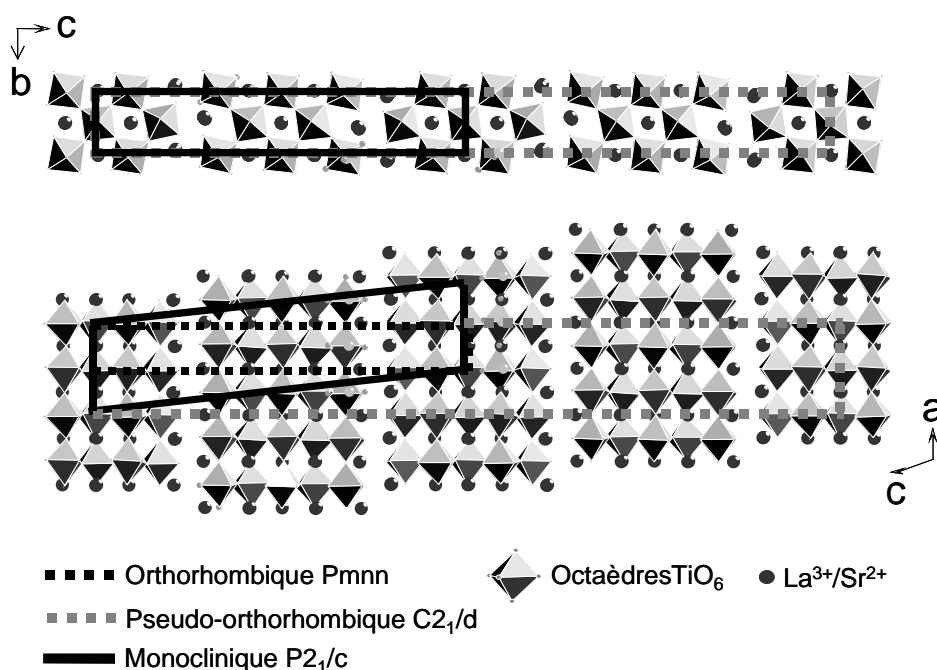 c
b
a
c
Orthorhombique Pmnn
OctaèdresTiO₆
La³⁺/Sr²⁺
Pseudo-orthorhombique C2₁/d
Monoclinique P2₁/c